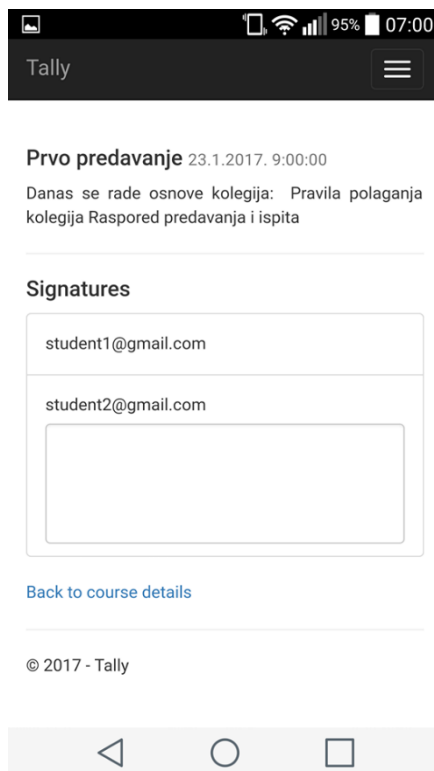 95% 07:00
Tally
Prvo predavanje 23.1.2017. 9:00:00
Danas se rade osnove kolegija: Pravila polaganja
kolegija Raspored predavanja i ispita
Signatures
student1@gmail.com
student2@gmail.com
Back to course details
© 2017 - Tally